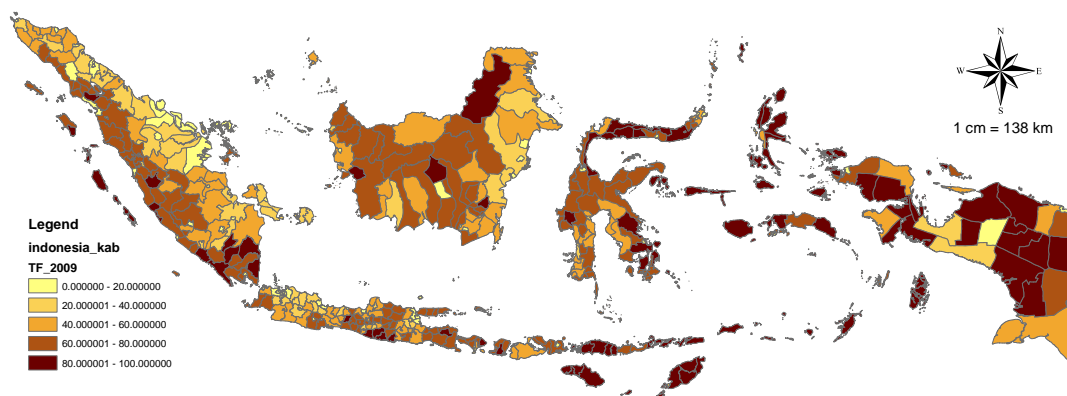 N
W E
S
1 cm = 138 km
Legend
indonesia_kab
TF_2009
0.000000 - 20.000000
20.000001 - 40.000000
40.000001 - 60.000000
60.000001 - 80.000000
80.000001 - 100.000000